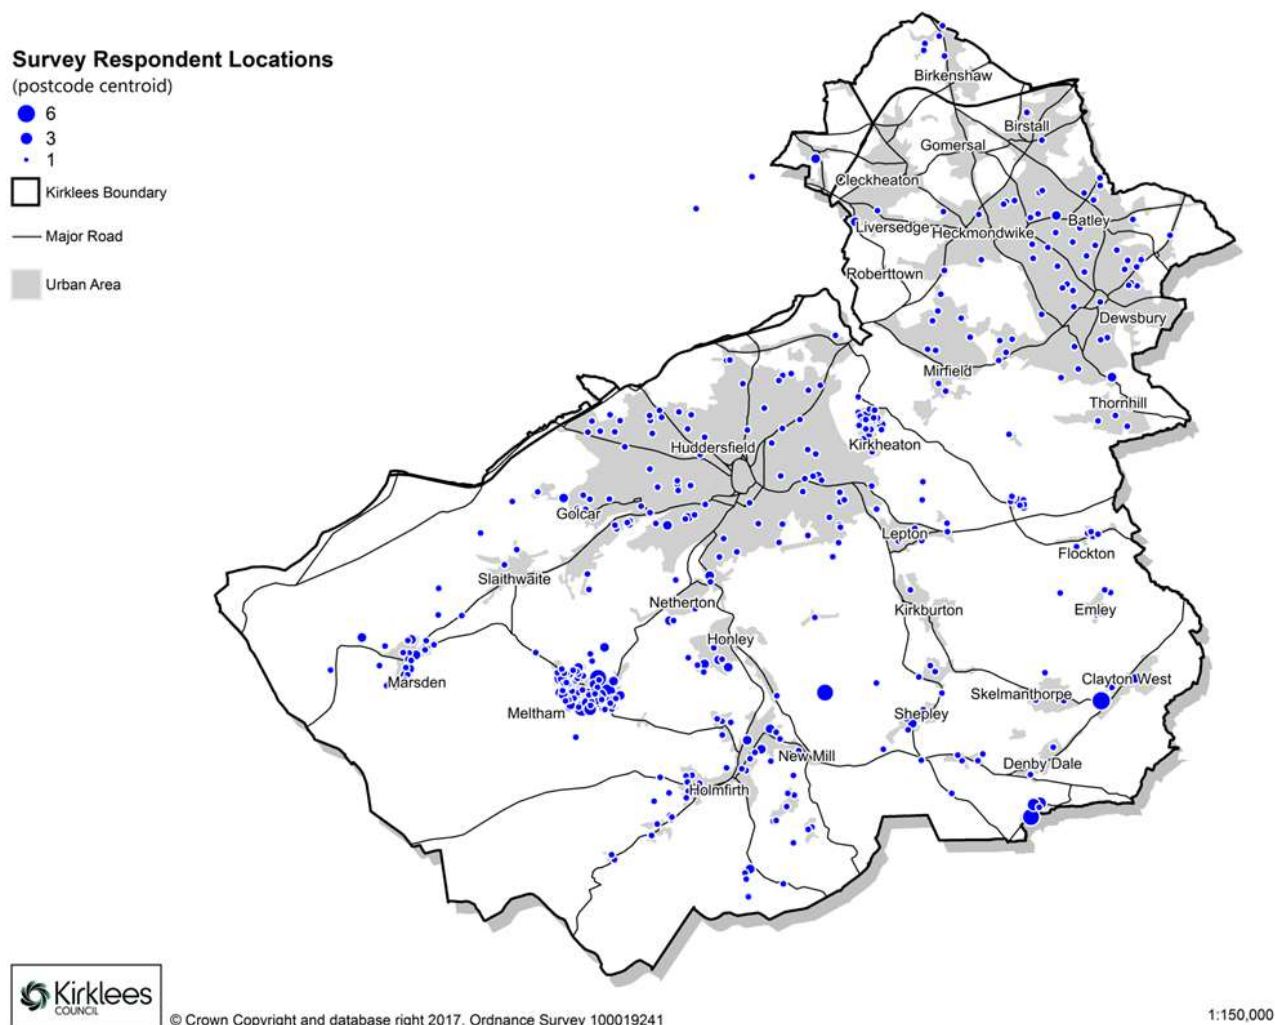 Survey Respondent Locations
(postcode centroid)
6
3
1
Kirklees Boundary
Major Road
Urban Area
Birkenshaw
Birstall
Gomersal
Cleckheaton
Batley
Liversedge
Heckmondwike
Roberttown
Dewsbury
Mirfield
Thornhill
Kirkheaton
Huddersfield
Golcar
Lepton
Flockton
Slaithwaite
Netherton
Kirkburton
Emley
Honley
Marsden
Clayton West
Skelmanthorpe
Meltham
Shepley
New Mill
Denby Dale
Holmfirth
Kirklees
COUNCIL
© Crown Copyright and database right 2017. Ordnance Survey 100019241
1:150,000